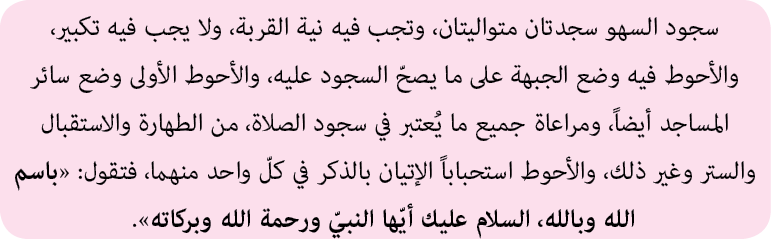 سجود السهو سجدتان متواليتان، وتجب فيه نية القربة، ولا يجب فيه تكبير،
والأحوط فيه وضع الجبهة على ما يصحّ السجود عليه، والأحوط الأولى وضع سائر
المساجد أيضاً، ومراعاة جميع ما يُعتبر في سجود الصلاة، من الطهارة والاستقبال
والستر وغير ذلك، والأحوط استحباباً الإتيان بالذكر في كلّ واحد منهما، فتقول: «باسم
الله وبالله، السلام عليك أيّها النبيّ ورحمة الله وبركاته».